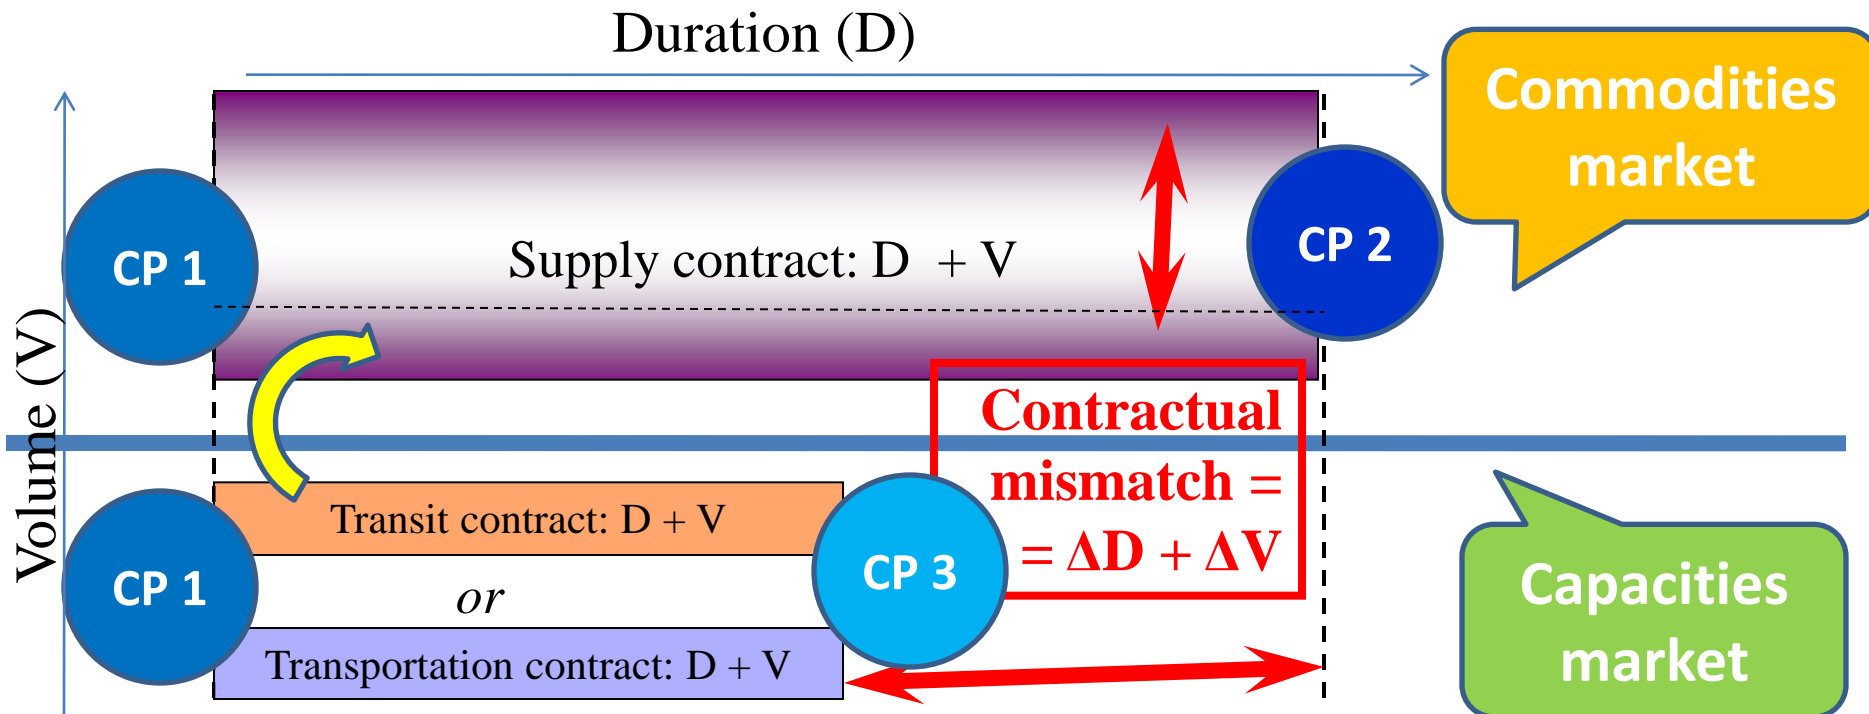 Duration (D)
Commodities
market
CP 1
Supply contract: D + V
CP 2
Volume (V)
Contractual
mismatch =
= ΔD + ΔV
CP 1
Transit contract: D + V
CP 3
or
Transportation contract: D + V
Capacities
market